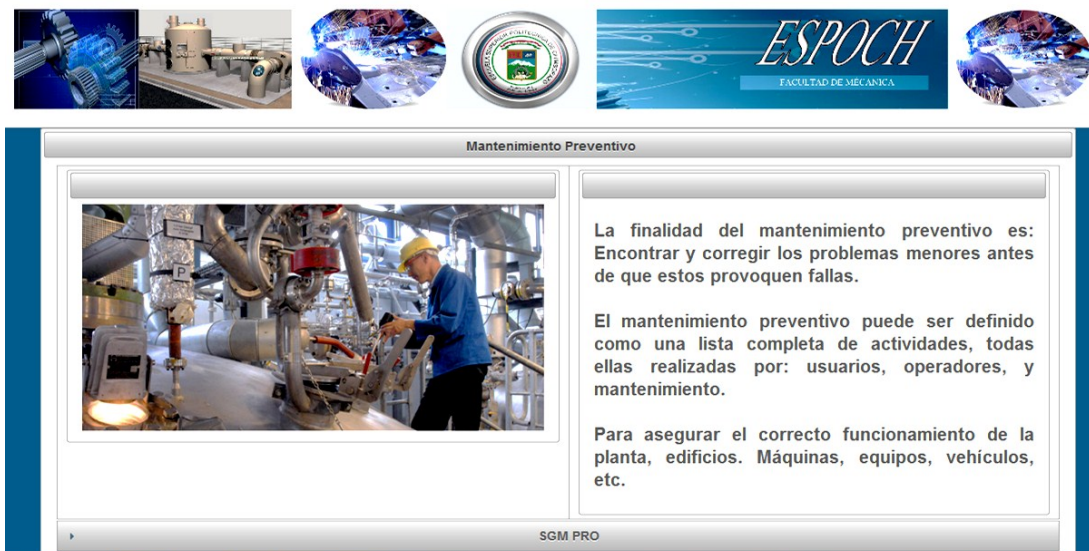 ESPOCH
FACULTAD DE MECANICA
Mantenimiento Preventivo
P
La finalidad del mantenimiento preventivo es:
Encontrar y corregir los problemas menores antes
de que estos provoquen fallas.
El mantenimiento preventivo puede ser definido
como una lista completa de actividades, todas
ellas realizadas por: usuarios, operadores, y
mantenimiento.
Para asegurar el correcto funcionamiento de la
planta, edificios. Máquinas, equipos, vehículos,
etc.
SGM PRO